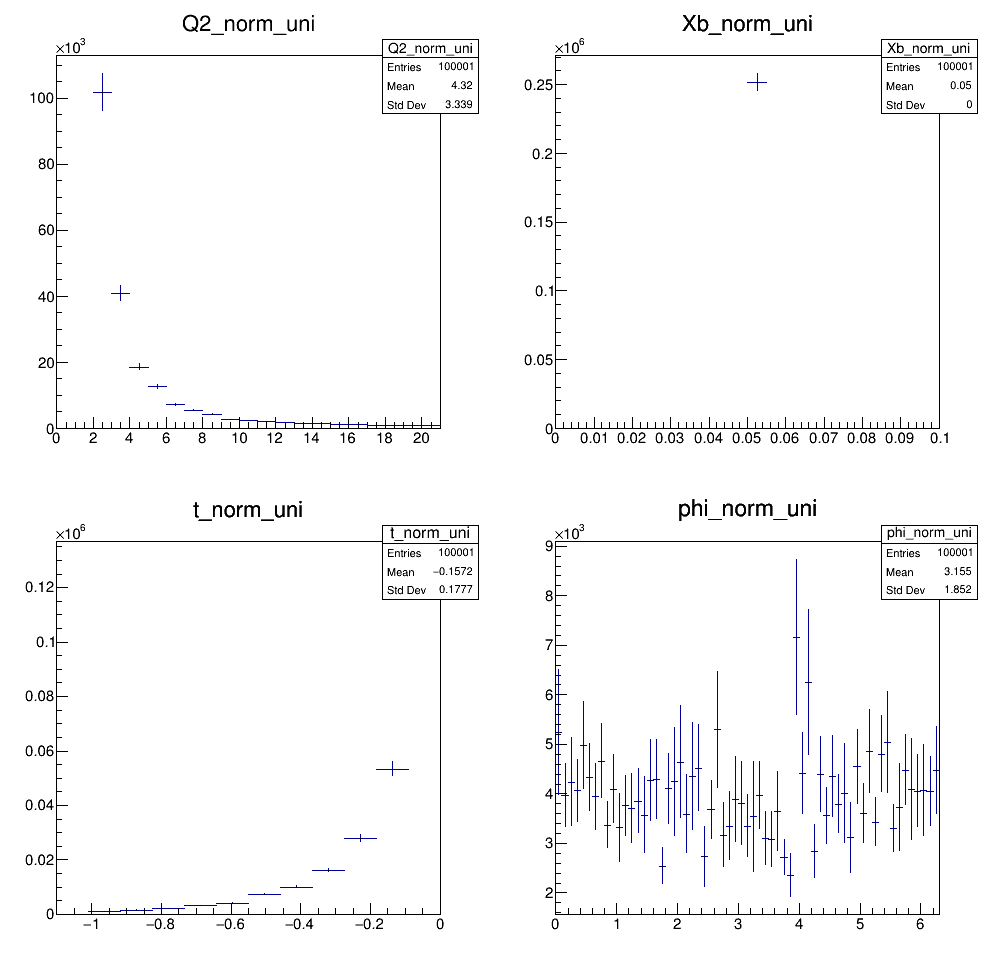 Q2_norm_uni
×10³
Q2_norm_uni
Entries 100001
Mean 4.32
Std Dev 3.339
100
80
60
40
20
0
0 2 4 6 8 10 12 14 16 18 20
Xb_norm_uni
×10⁶
Xb_norm_uni
Entries 100001
Mean 0.05
Std Dev 0
0.25
0.2
0.15
0.1
0.05
0
0 0.01 0.02 0.03 0.04 0.05 0.06 0.07 0.08 0.09 0.1
t_norm_uni
×10⁶
t_norm_uni
Entries 100001
Mean −0.1572
Std Dev 0.1777
0.12
0.1
0.08
0.06
0.04
0.02
0
−1 −0.8 −0.6 −0.4 −0.2 0
phi_norm_uni
×10³
phi_norm_uni
Entries 100001
Mean 3.155
Std Dev 1.852
9
8
7
6
5
4
3
2
0 1 2 3 4 5 6